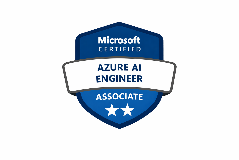 Microsoft
CERTIFIED
AZURE AI
ENGINEER
ASSOCIATE